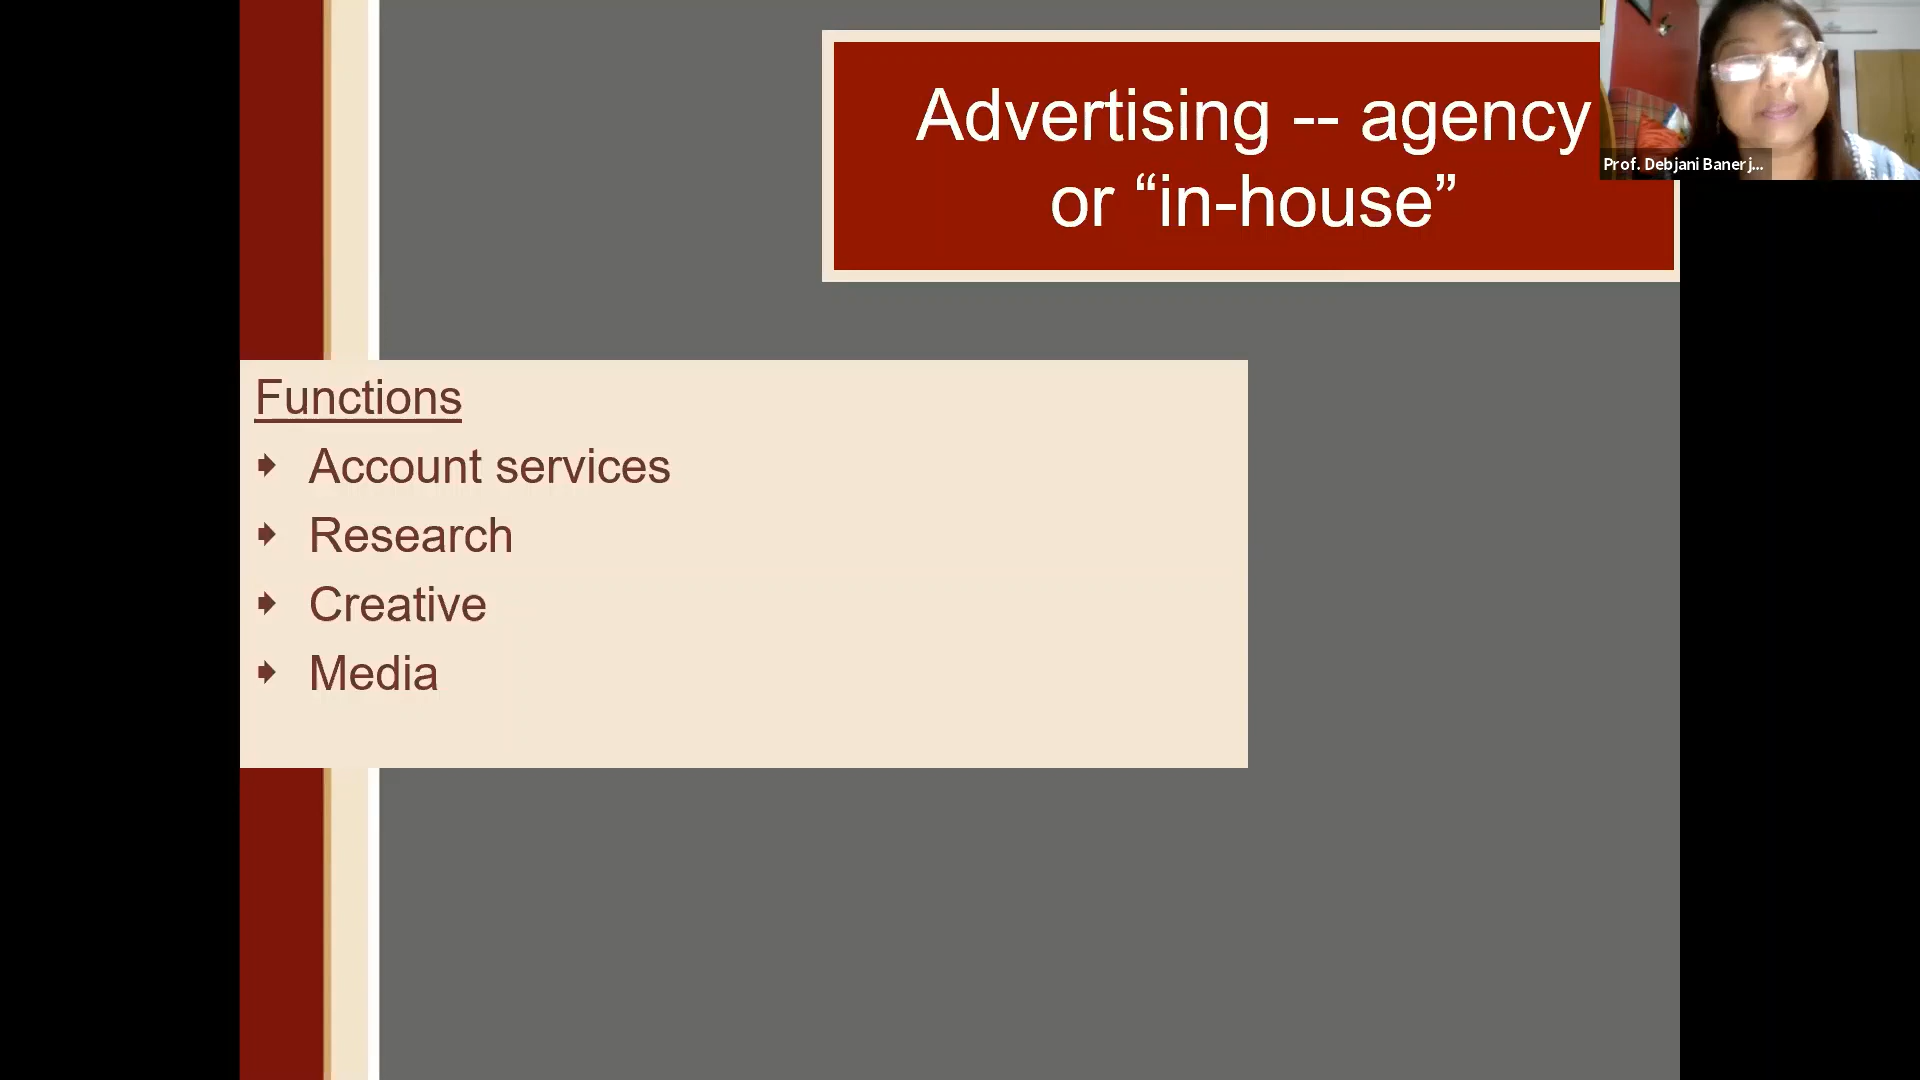 Advertising -- agency
or “in-house”
Prof. Debjani Banerj...
Functions
Account services
Research
Creative
Media